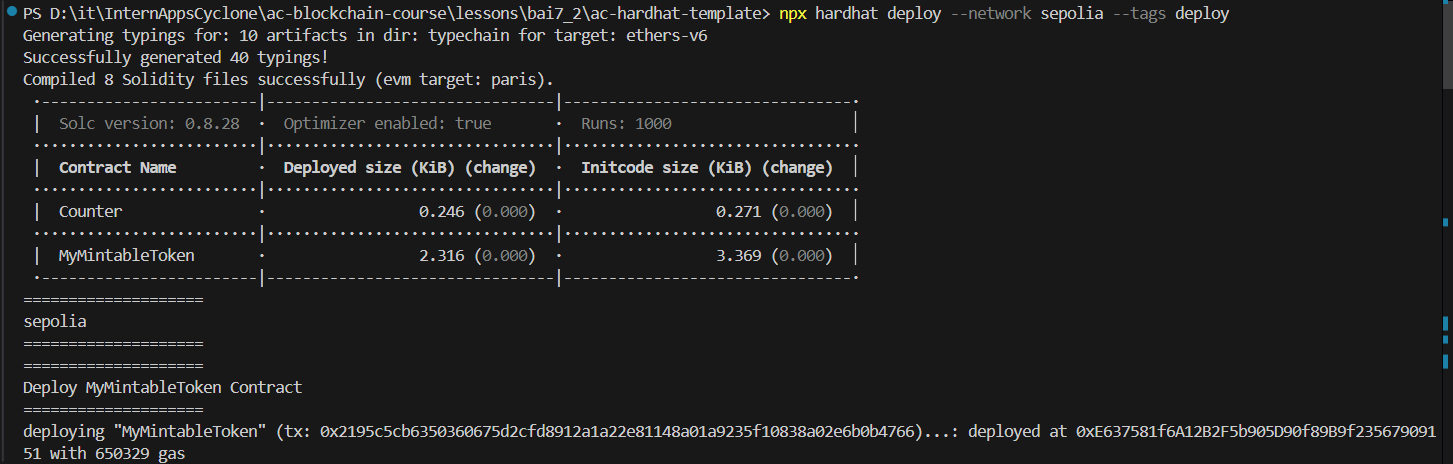 PS D:\it\InternAppsCyclone\ac-blockchain-course\lessons\bai7_2\ac-hardhat-template> npx hardhat deploy --network sepolia --tags deploy
Generating typings for: 10 artifacts in dir: typechain for target: ethers-v6
Successfully generated 40 typings!
Compiled 8 Solidity files successfully (evm target: paris).
·------------------------|--------------------------------|--------------------------------·
|  Solc version: 0.8.28  ·  Optimizer enabled: true       ·  Runs: 1000                    │
·························|································|·································
|  Contract Name         ·  Deployed size (KiB) (change)  ·  Initcode size (KiB) (change)  │
·························|································|·································
|  Counter               ·                 0.246 (0.000)  ·                 0.271 (0.000)  │
·························|································|·································
|  MyMintableToken       ·                 2.316 (0.000)  ·                 3.369 (0.000)  │
·------------------------|--------------------------------|--------------------------------·
====================
sepolia
====================
====================
Deploy MyMintableToken Contract
====================
deploying "MyMintableToken" (tx: 0x2195c5cb6350360675d2cfd8912a1a22e81148a01a9235f10838a02e6b0b4766)...: deployed at 0xE637581f6A12B2F5b905D90f89B9f235679091
51 with 650329 gas